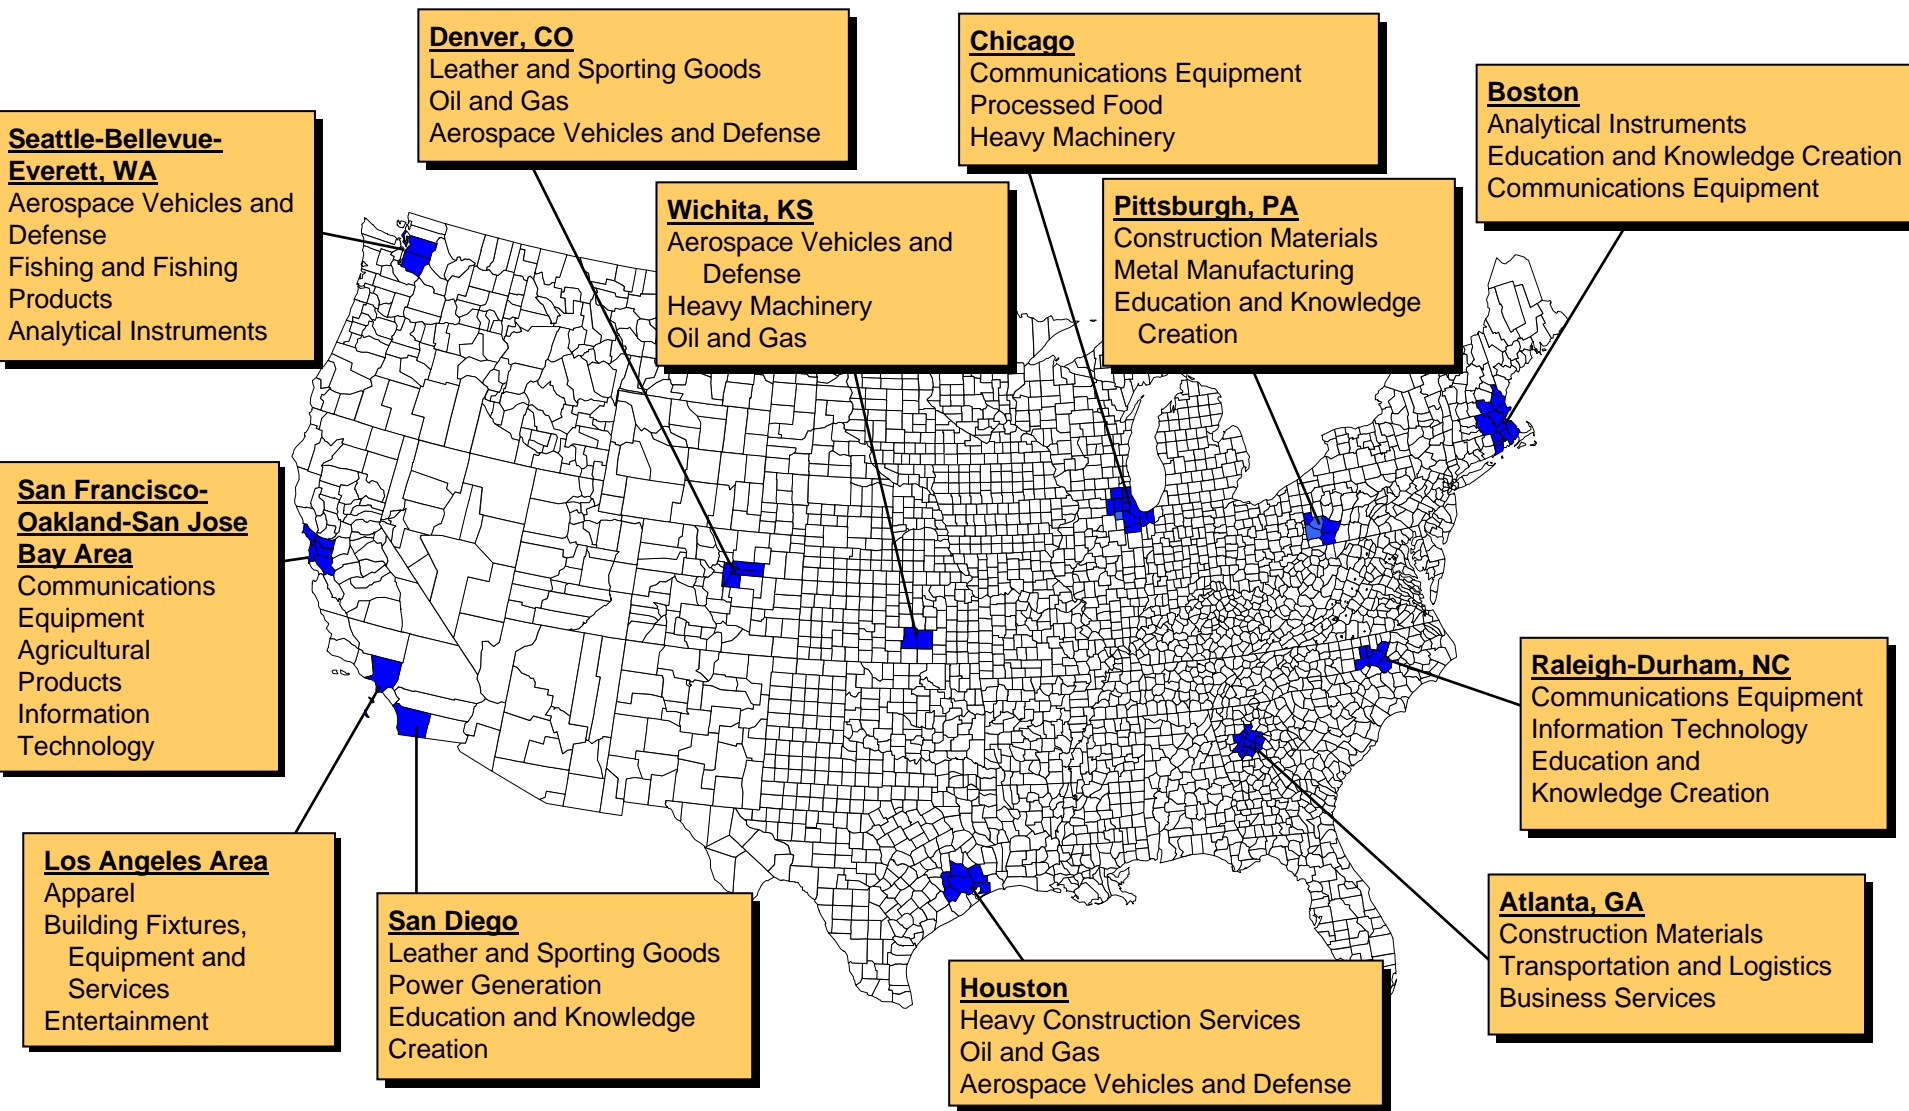 Denver, CO
Leather and Sporting Goods
Oil and Gas
Aerospace Vehicles and Defense
Chicago
Communications Equipment
Processed Food
Heavy Machinery
Boston
Analytical Instruments
Education and Knowledge Creation
Communications Equipment
Seattle-Bellevue-
Everett, WA
Aerospace Vehicles and
Defense
Fishing and Fishing
Products
Analytical Instruments
Wichita, KS
Aerospace Vehicles and
Defense
Heavy Machinery
Oil and Gas
Pittsburgh, PA
Construction Materials
Metal Manufacturing
Education and Knowledge
Creation
San Francisco-
Oakland-San Jose
Bay Area
Communications
Equipment
Agricultural
Products
Information
Technology
Raleigh-Durham, NC
Communications Equipment
Information Technology
Education and
Knowledge Creation
Los Angeles Area
Apparel
Building Fixtures,
Equipment and
Services
Entertainment
San Diego
Leather and Sporting Goods
Power Generation
Education and Knowledge
Creation
Houston
Heavy Construction Services
Oil and Gas
Aerospace Vehicles and Defense
Atlanta, GA
Construction Materials
Transportation and Logistics
Business Services